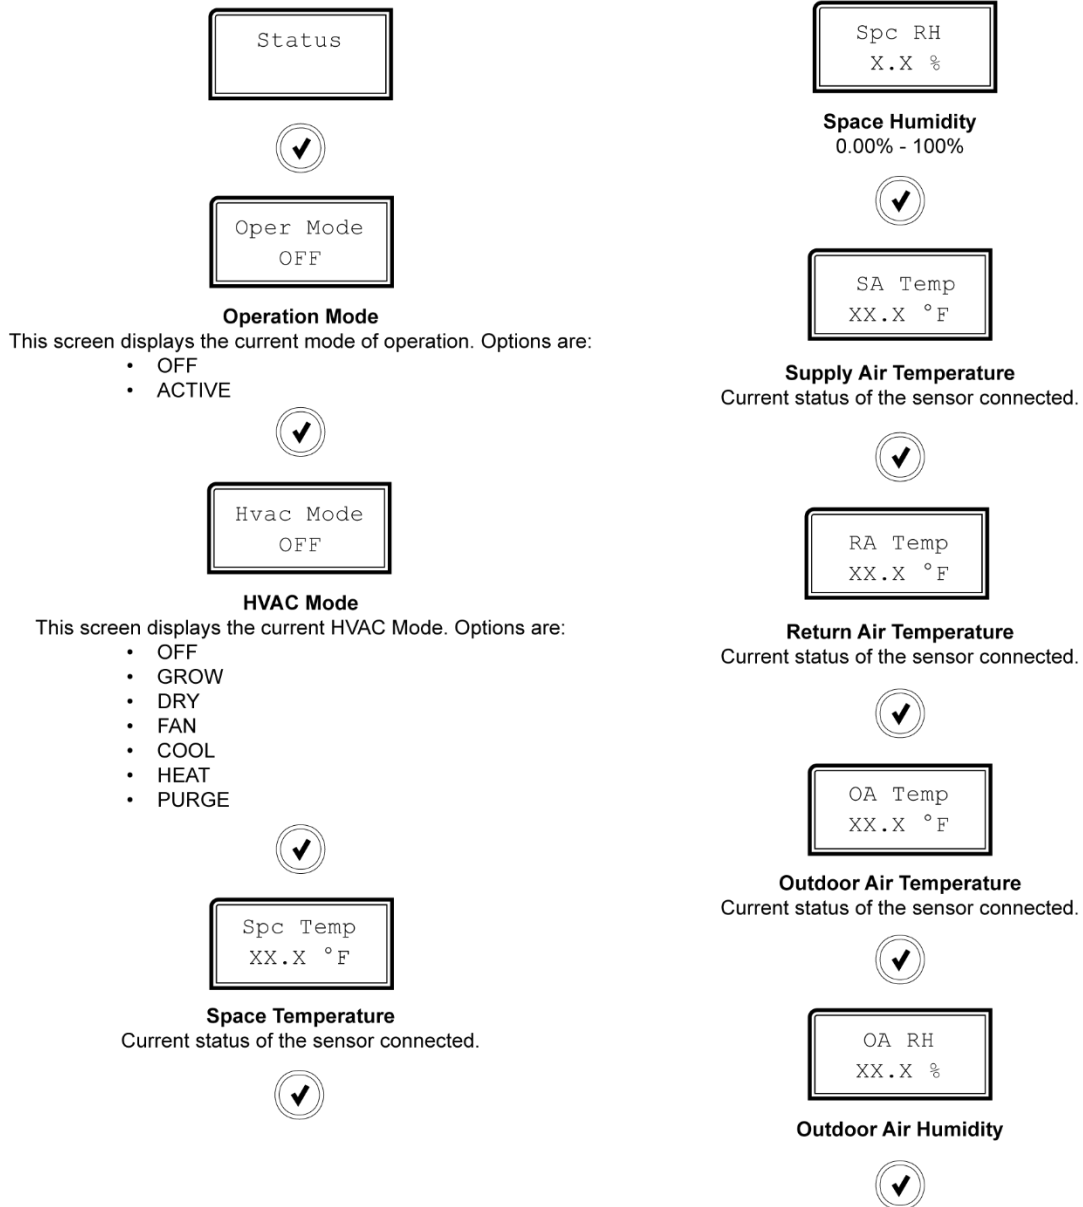 Status
Oper Mode
OFF
Operation Mode
This screen displays the current mode of operation. Options are:
• OFF
• ACTIVE
Hvac Mode
OFF
HVAC Mode
This screen displays the current HVAC Mode. Options are:
• OFF
• GROW
• DRY
• FAN
• COOL
• HEAT
• PURGE
Spc Temp
XX.X °F
Space Temperature
Current status of the sensor connected.
Spc RH
X.X %
Space Humidity
0.00% - 100%
SA Temp
XX.X °F
Supply Air Temperature
Current status of the sensor connected.
RA Temp
XX.X °F
Return Air Temperature
Current status of the sensor connected.
OA Temp
XX.X °F
Outdoor Air Temperature
Current status of the sensor connected.
OA RH
XX.X %
Outdoor Air Humidity